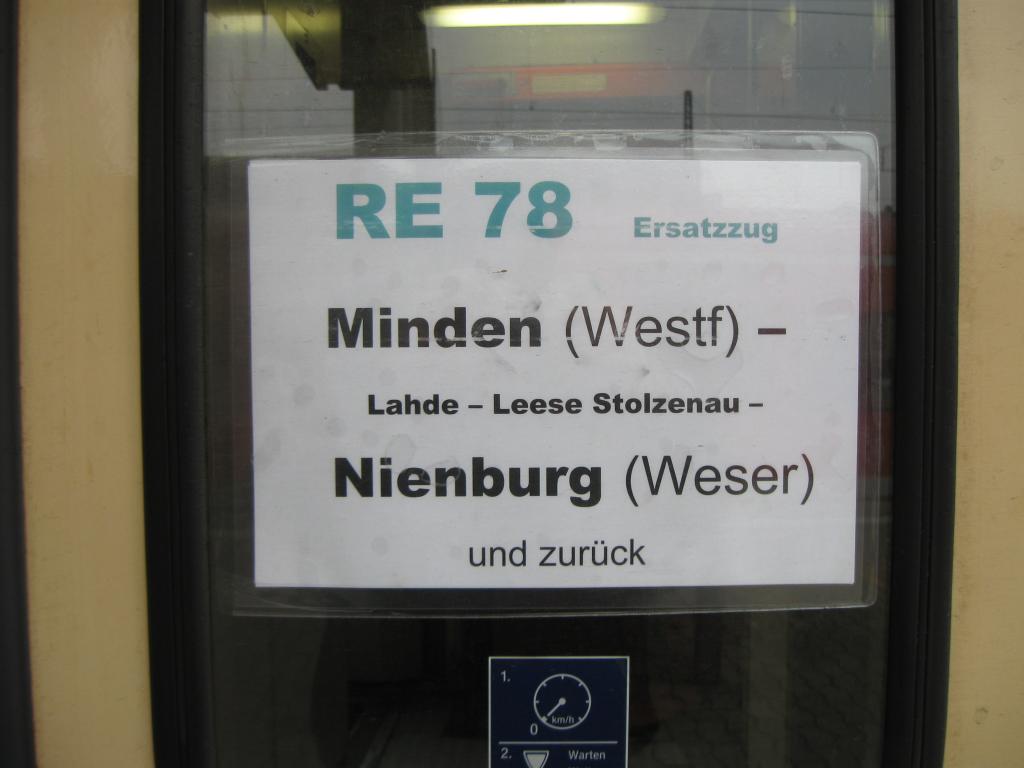 RE 78 Ersatzzug
Minden (Westf) –
Lahde – Leese Stolzenau –
Nienburg (Weser)
und zurück
1.
km/h
0
2. Warten